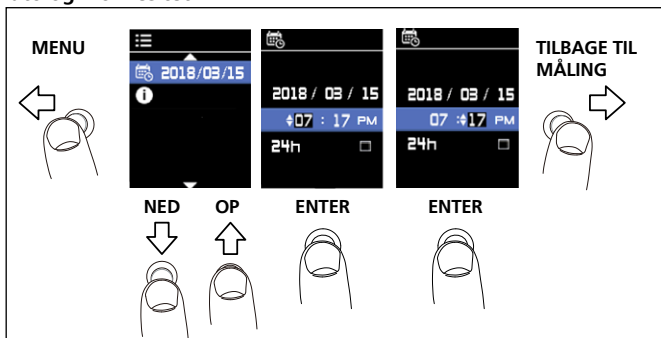 MENU
2018/03/15
2018 / 03 / 15
07 : 17 PM
24h
2018 / 03 / 15
07 : 17 PM
24h
TILBAGE TIL
MÅLING
NED
OP
ENTER
ENTER